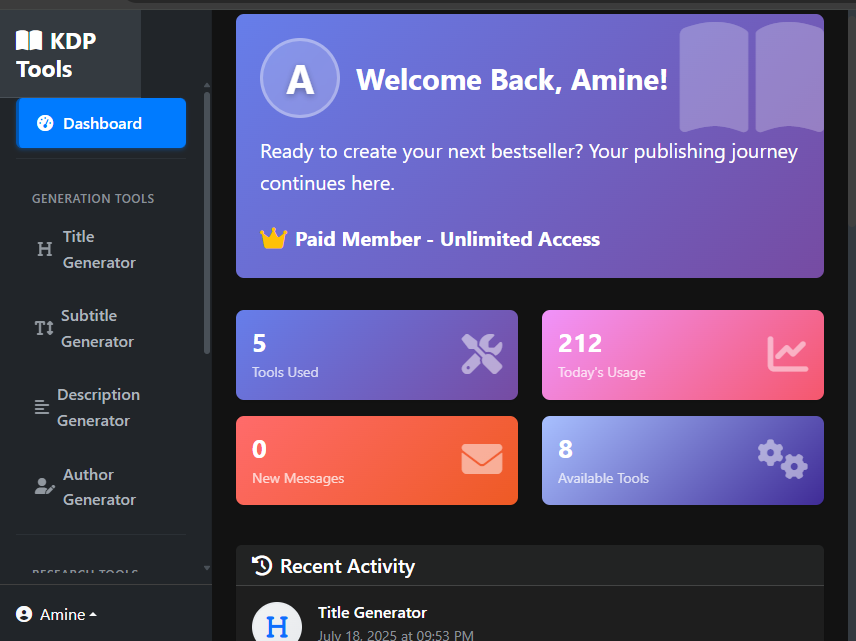 KDP
Tools
Dashboard
GENERATION TOOLS
Title
Generator
Subtitle
Generator
Description
Generator
Author
Generator
RESEARCH TOOLS
Amine
A
Welcome Back, Amine!
Ready to create your next bestseller? Your publishing journey
continues here.
Paid Member - Unlimited Access
5
Tools Used
212
Today's Usage
0
New Messages
8
Available Tools
Recent Activity
Title Generator
July 18, 2025 at 09:53 PM